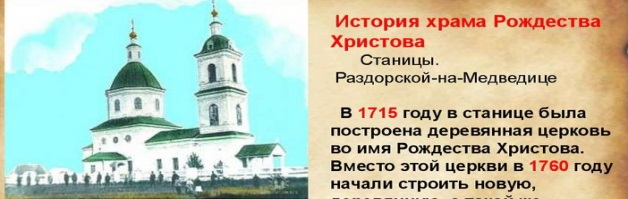 История храма Рождества
Христова
Станицы.
Раздорской-на-Медведице
В 1715 году в станице была
построена деревянная церковь
во имя Рождества Христова.
Вместо этой церкви в 1760 году
начали строить новую,